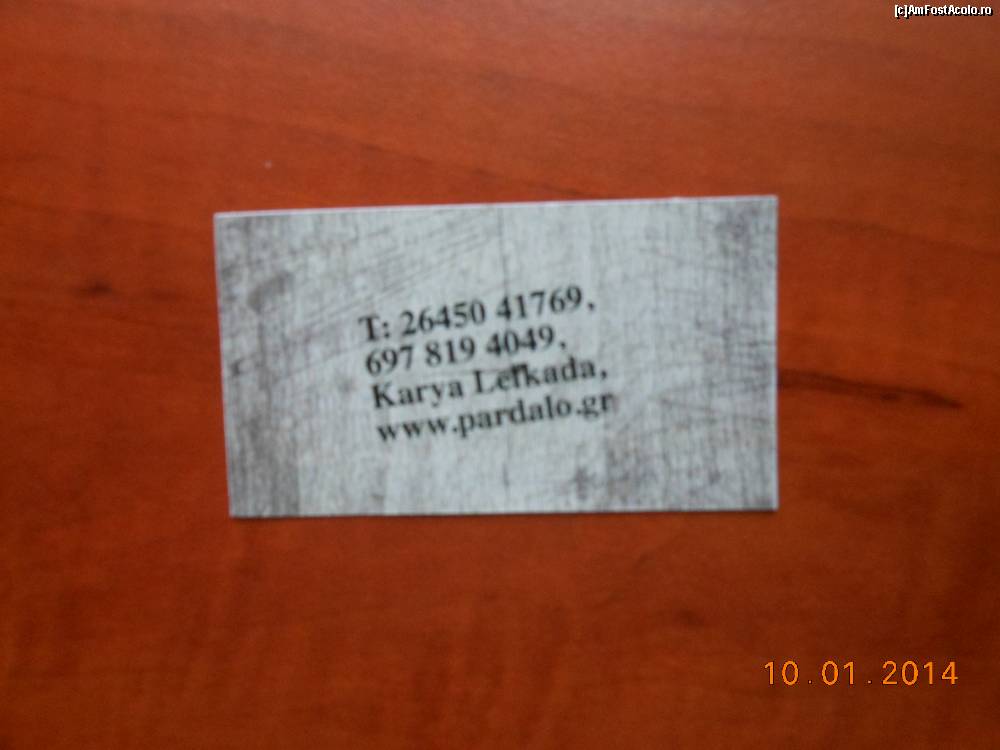 [c]AmFostAcolo.ro
T: 26450 41769,
697 819 4049,
Karya Lefkada,
www.pardalo.gr
10.01.2014